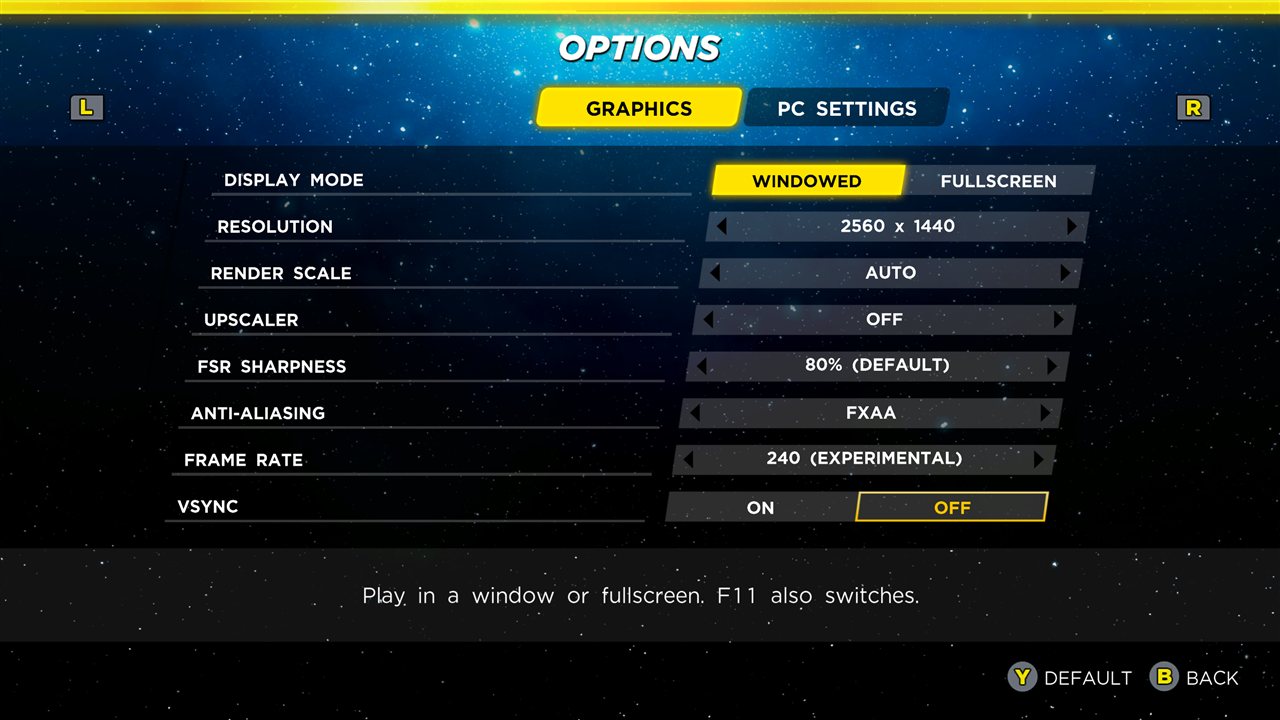 OPTIONS
L
GRAPHICS
PC SETTINGS
R
DISPLAY MODE
WINDOWED
FULLSCREEN
RESOLUTION
2560 x 1440
RENDER SCALE
AUTO
UPSCALER
OFF
FSR SHARPNESS
80% (DEFAULT)
ANTI-ALIASING
FXAA
FRAME RATE
240 (EXPERIMENTAL)
VSYNC
ON
OFF
Play in a window or fullscreen. F11 also switches.
Y DEFAULT
B BACK